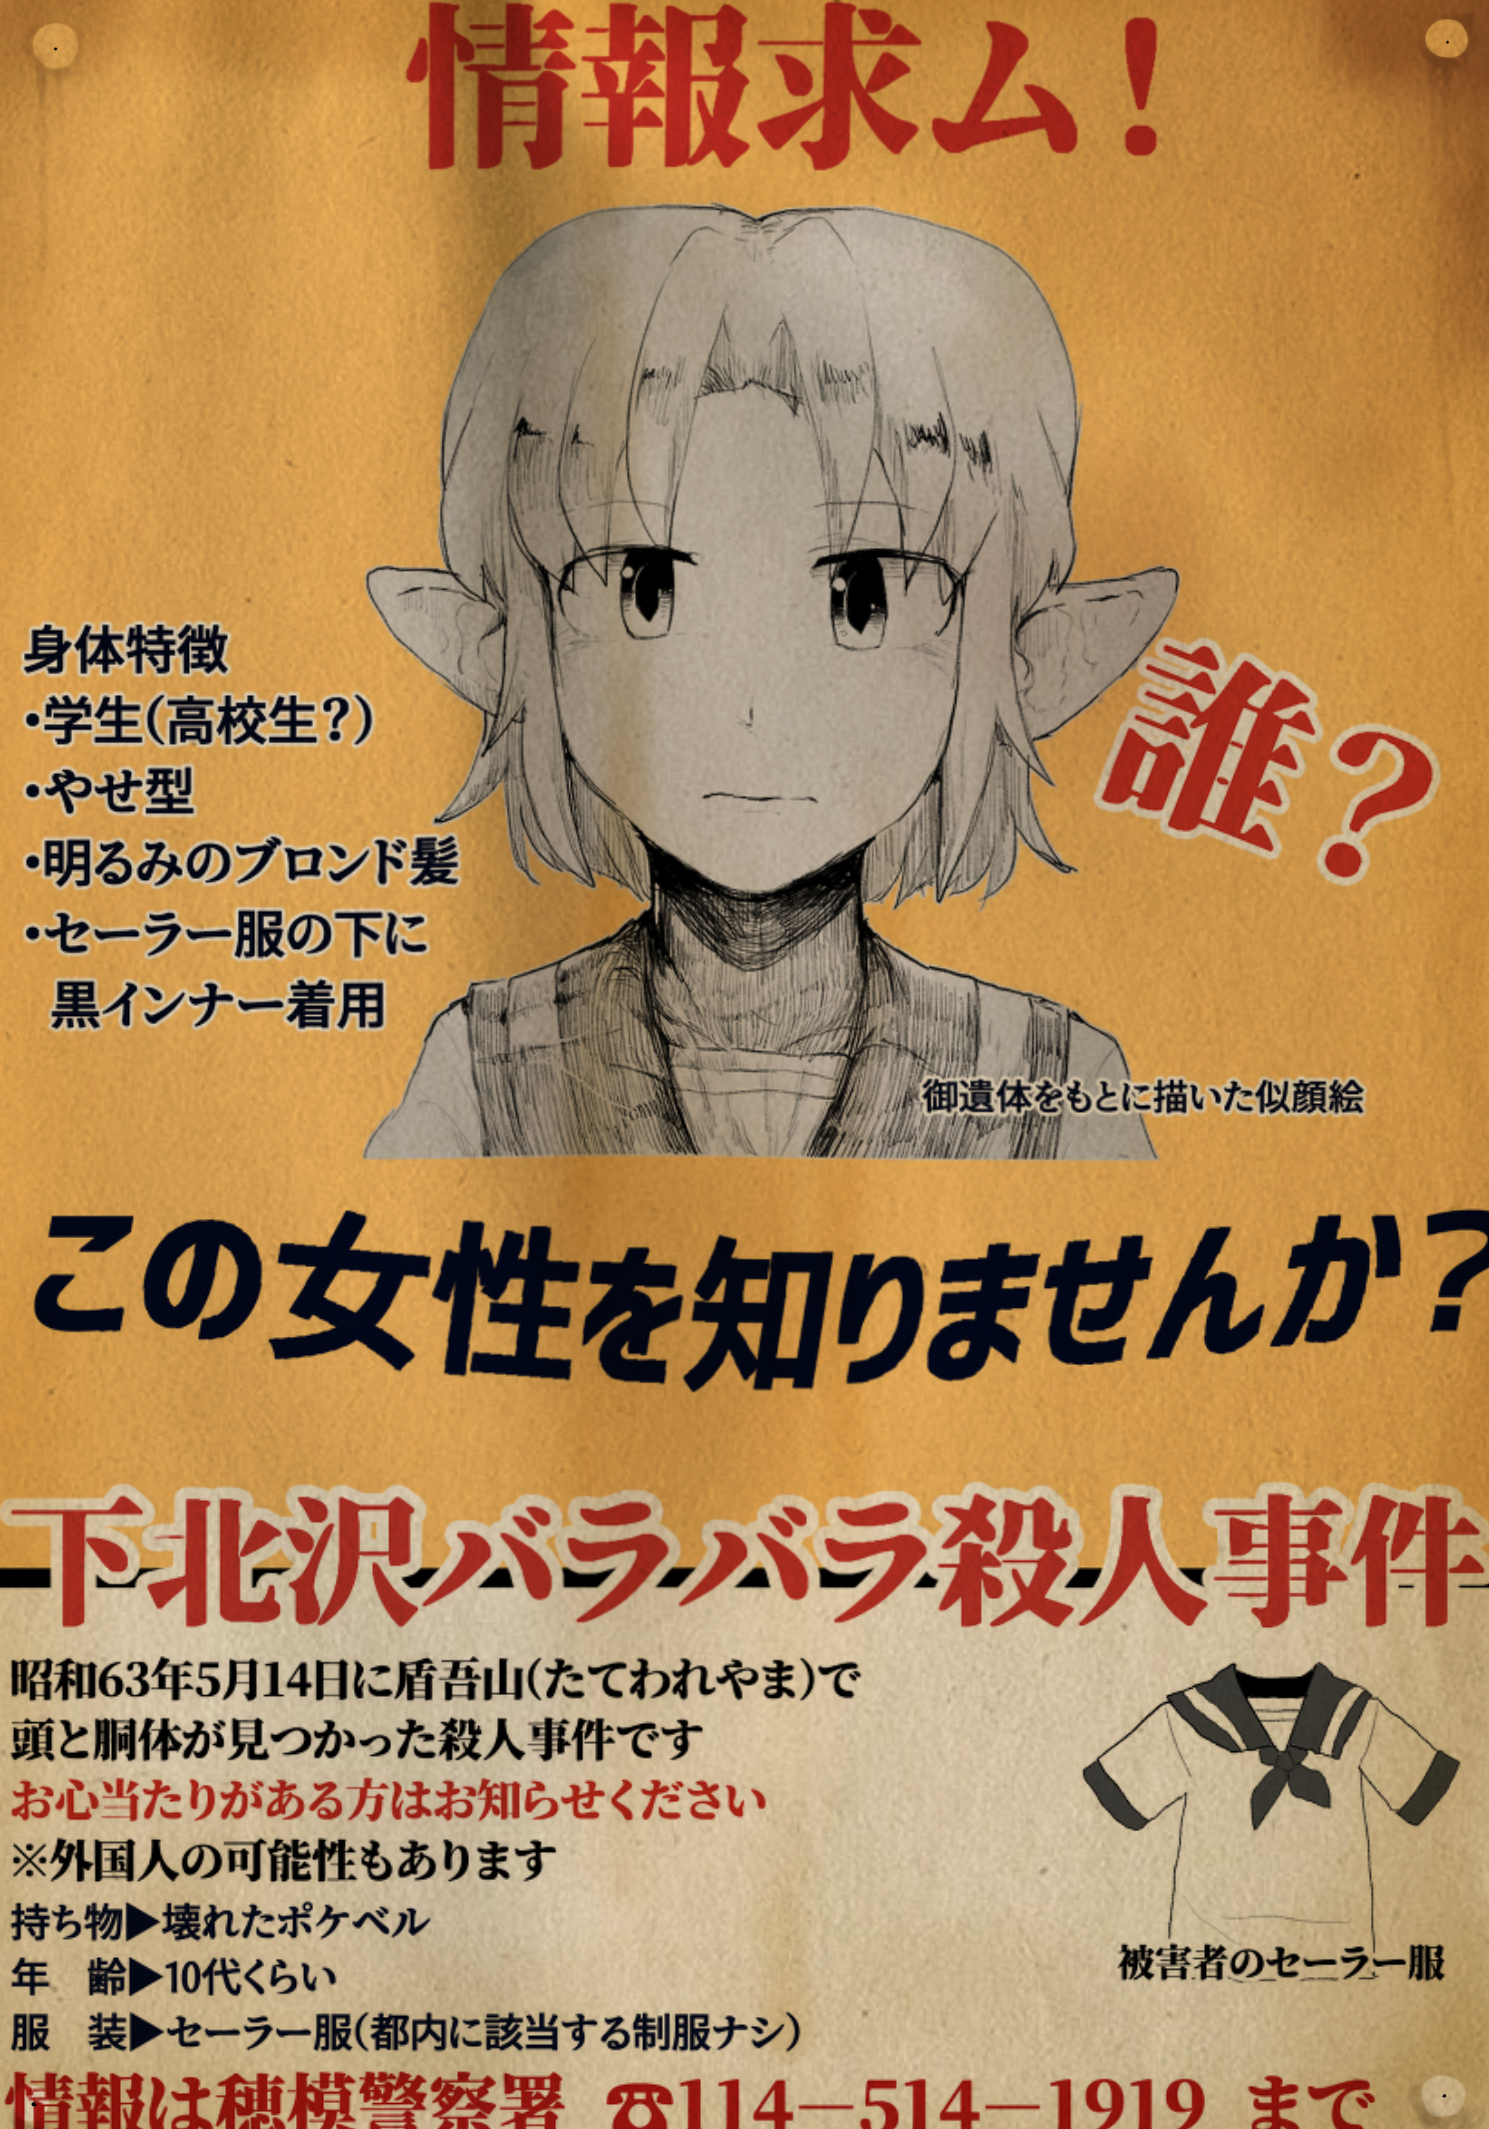 情報求ム!
身体特徴
・学生(高校生?)
・やせ型
・明るみのブロンド髪
・セーラー服の下に
黒インナー着用
誰?
御遺体をもとに描いた似顔絵
この女性を知りませんか?
下北沢バラバラ殺人事件
昭和63年5月14日に盾吾山(たてわれやま)で
頭と胴体が見つかった殺人事件です
お心当たりがある方はお知らせください
※外国人の可能性もあります
持ち物▶壊れたポケベル
年　齢▶10代くらい
服　装▶セーラー服(都内に該当する制服ナシ)
被害者のセーラー服
情報は穂模警察署 ☎114－514－1919 まで